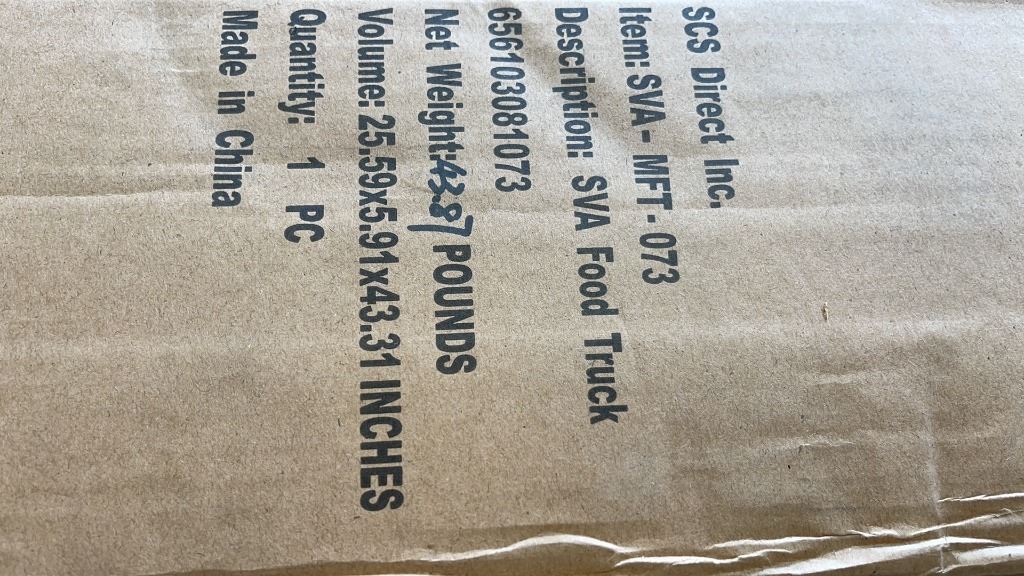 SCS Direct Inc.
Item: SVA- MFT-073
Description: SVA Food Truck
656103081073
Net Weight:43.87 POUNDS
Volume: 25.59x5.91x43.31 INCHES
Quantity: 1 PC
Made in China